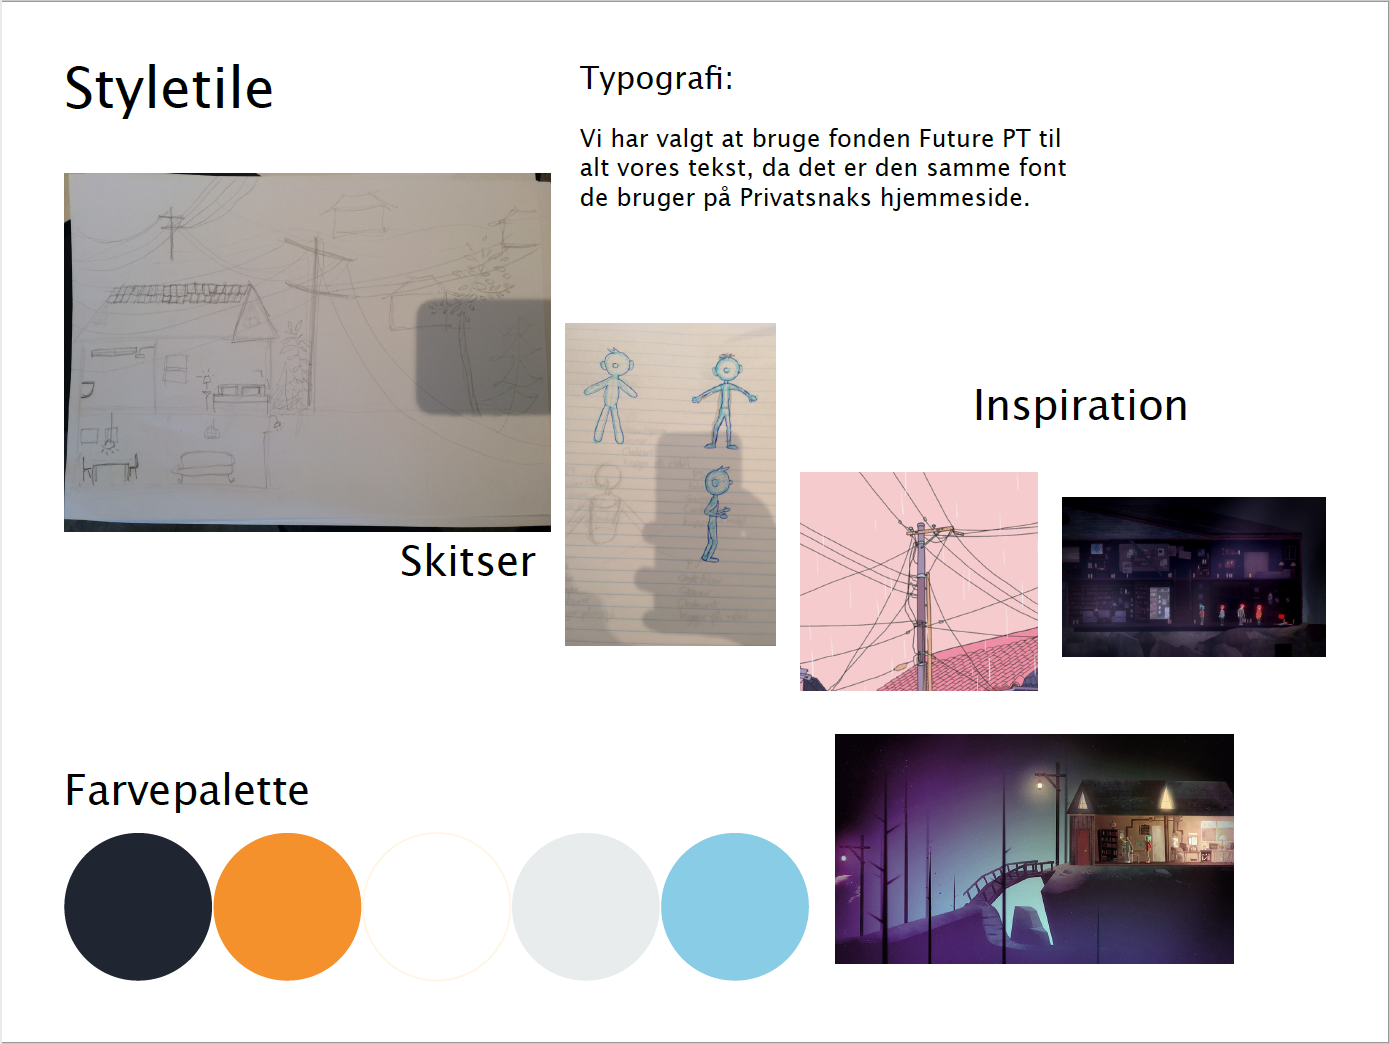 Styletile
Typografi:
Vi har valgt at bruge fonden Future PT til
alt vores tekst, da det er den samme font
de bruger på Privatsnaks hjemmeside.
Skitser
Inspiration
Farvepalette